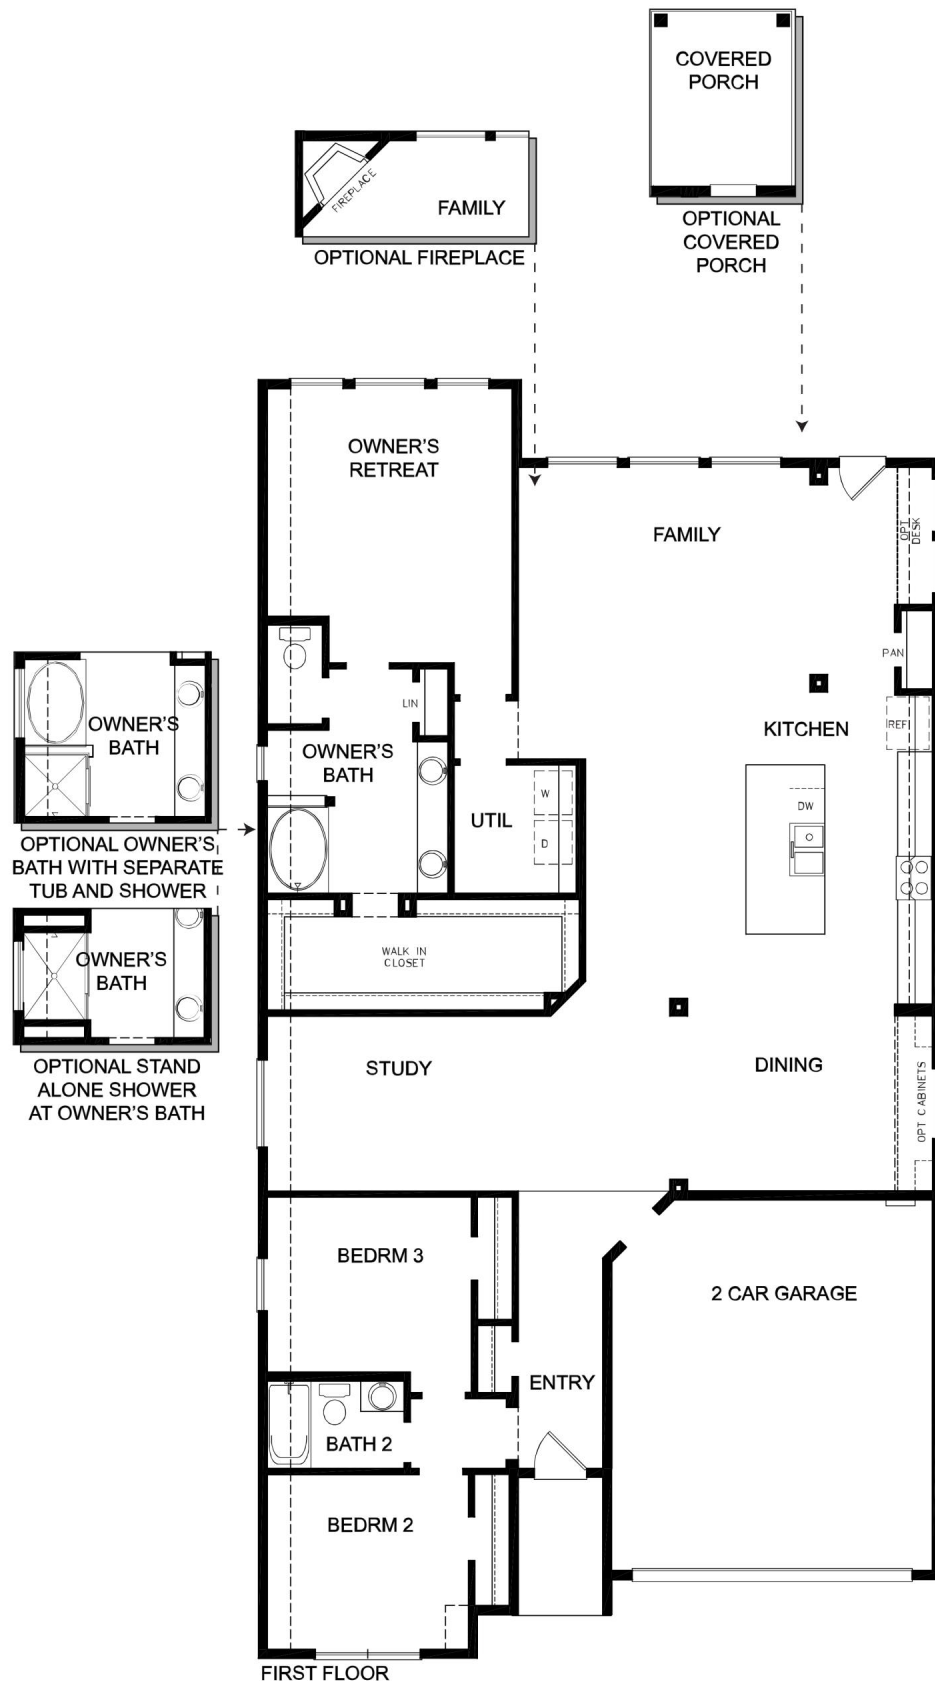 COVERED
PORCH
OPTIONAL
COVERED
PORCH
FIREPLACE
FAMILY
OPTIONAL FIREPLACE
OWNER'S
RETREAT
FAMILY
OPT
DESK
PAN
LIN
KITCHEN
REF
OWNER'S
BATH
OWNER'S
BATH
W
D
UTIL
DW
OPTIONAL OWNER'S
BATH WITH SEPARATE
TUB AND SHOWER
OWNER'S
BATH
WALK IN
CLOSET
OPTIONAL STAND
ALONE SHOWER
AT OWNER'S BATH
STUDY
DINING
OPT CABINETS
BEDRM 3
2 CAR GARAGE
ENTRY
BATH 2
BEDRM 2
FIRST FLOOR